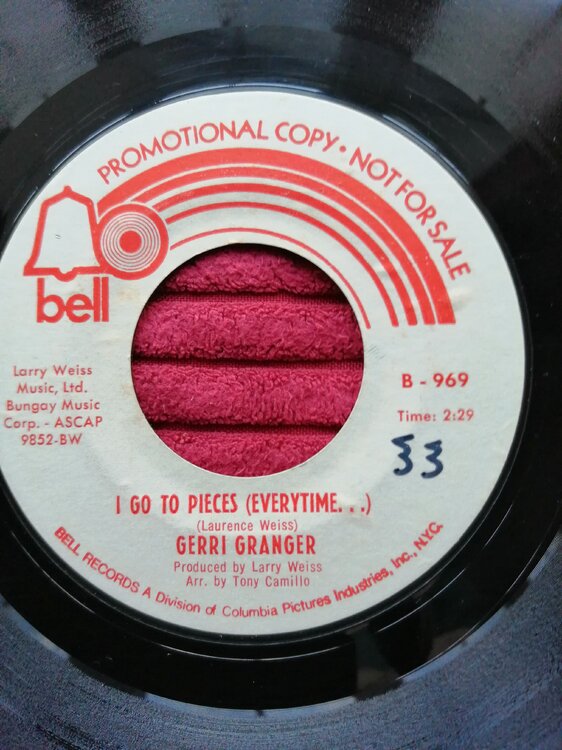 PROMOTIONAL COPY • NOT FOR SALE
bell
Larry Weiss
Music, Ltd.
Bungay Music
Corp. - ASCAP
9852-BW
B - 969
Time: 2:29
33
I GO TO PIECES (EVERYTIME. . .)
(Laurence Weiss)
GERRI GRANGER
Produced by Larry Weiss
Arr. by Tony Camillo
BELL RECORDS A Division of Columbia Pictures Industries, Inc., N.Y.C.